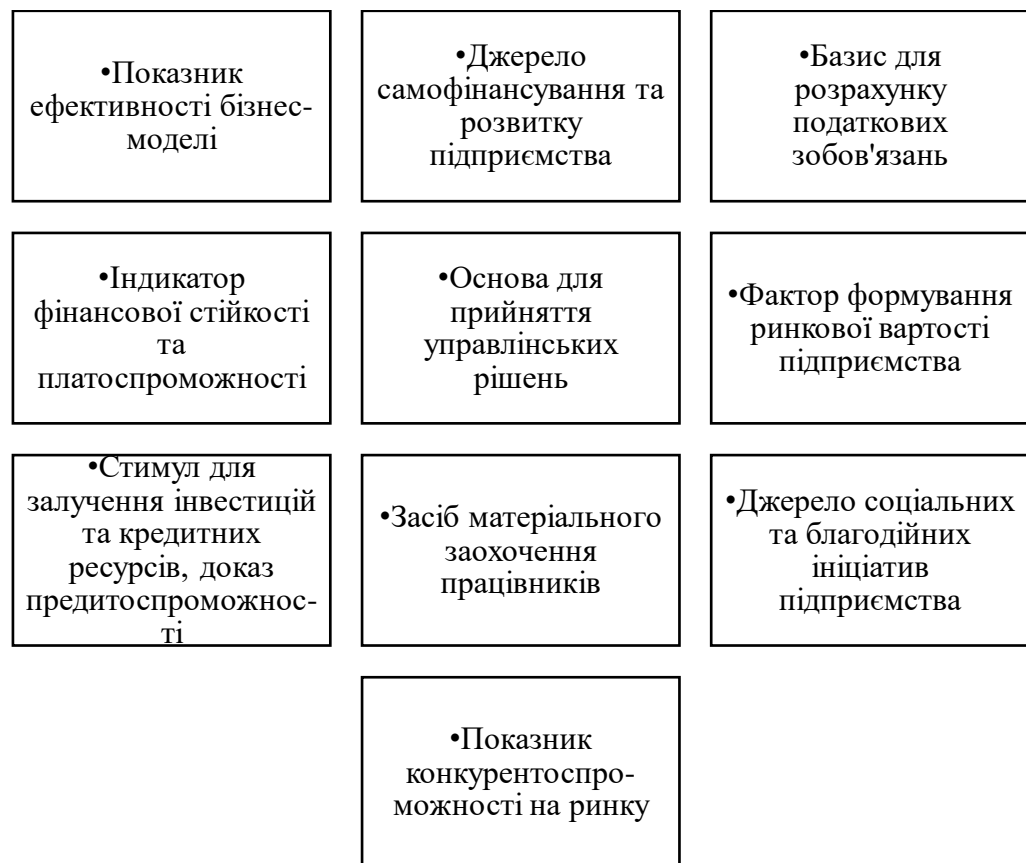 •Показник
ефективності бізнес-
моделі
•Джерело
самофінансування та
розвитку
підприємства
•Базис для
розрахунку
податкових
зобов'язань
•Індикатор
фінансової стійкості
та
платоспроможності
•Основа для
прийняття
управлінських
рішень
•Фактор формування
ринкової вартості
підприємства
•Стимул для
залучення інвестицій
та кредитних
ресурсів, доказ
предитоспроможнос-
ті
•Засіб матеріального
заохочення
працівників
•Джерело соціальних
та благодійних
ініціатив
підприємства
•Показник
конкурентоспро-
можності на ринку